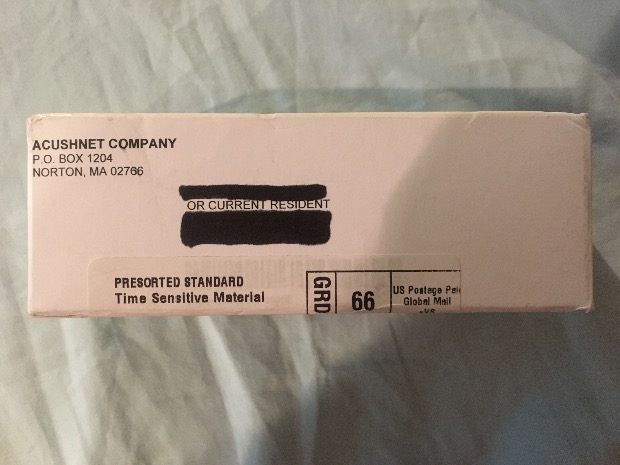 ACUSHNET COMPANY
P.O. BOX 1204
NORTON, MA 02766
OR CURRENT RESIDENT
PRESORTED STANDARD
Time Sensitive Material
GRD
66
US Postage
Global Mail